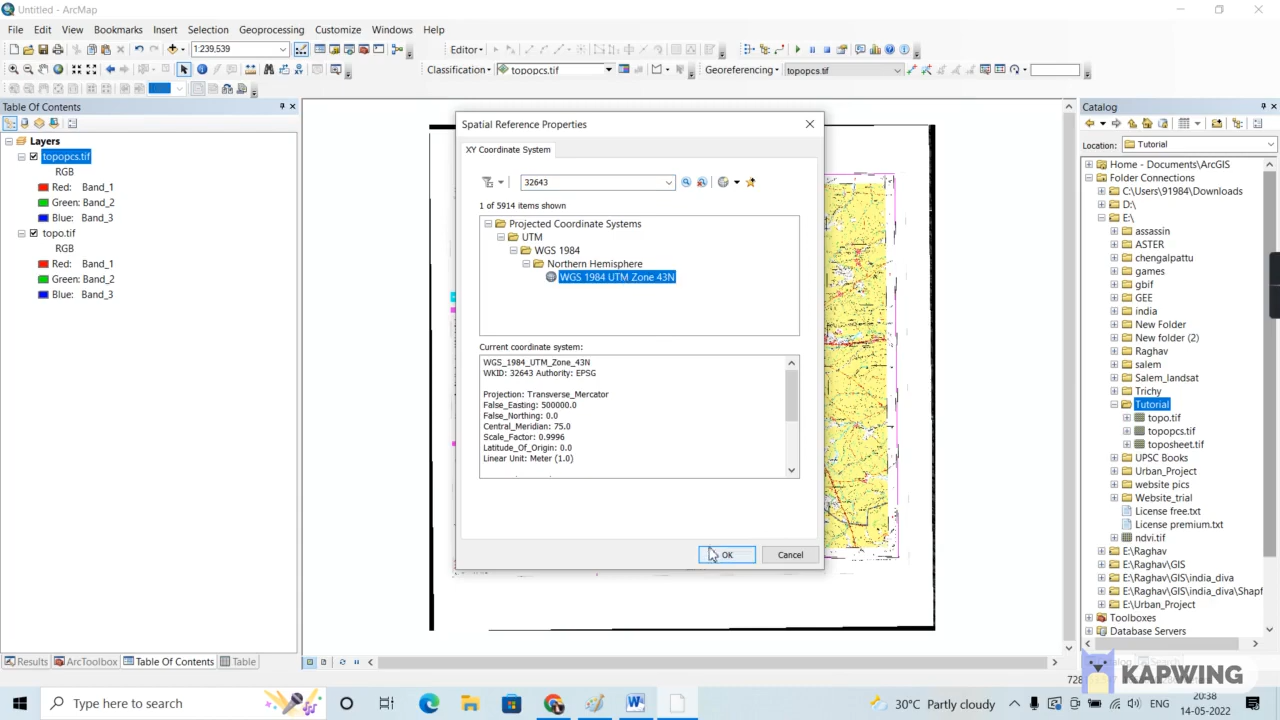 Untitled - ArcMap
File Edit View Bookmarks Insert Selection Geoprocessing Customize Windows Help
1:239,539
Editor
Classification topopcs.tif
Georeferencing topopcs.tif
Table Of Contents
Layers
topopcs.tif
RGB
Red: Band_1
Green: Band_2
Blue: Band_3
topo.tif
RGB
Red: Band_1
Green: Band_2
Blue: Band_3
Spatial Reference Properties
XY Coordinate System
32643
1 of 5914 items shown
Projected Coordinate Systems
UTM
WGS 1984
Northern Hemisphere
WGS 1984 UTM Zone 43N
Current coordinate system:
WGS_1984_UTM_Zone_43N
WKID: 32643 Authority: EPSG
Projection: Transverse_Mercator
False_Easting: 500000.0
False_Northing: 0.0
Central_Meridian: 75.0
Scale_Factor: 0.9996
Latitude_Of_Origin: 0.0
Linear Unit: Meter (1.0)
OK Cancel
Catalog
Location: Tutorial
Home - Documents\ArcGIS
Folder Connections
C:\Users\91984\Downloads
D:\
E:\
assassin
ASTER
chengalpattu
games
gbif
GEE
india
New Folder
New folder (2)
Raghav
salem
Salem_landsat
Trichy
Tutorial
topo.tif
topopcs.tif
toposheet.tif
UPSC Books
Urban_Project
website pics
Website_trial
License free.txt
License premium.txt
ndvi.tif
E:\Raghav
E:\Raghav\GIS
E:\Raghav\GIS\india_diva
E:\Raghav\GIS\india_diva\Shapf
E:\Urban_Project
Toolboxes
Database Servers
Results ArcToolbox Table Of Contents Table
KAPWING
Type here to search
30°C Partly cloudy
ENG
20:38
14-05-2022